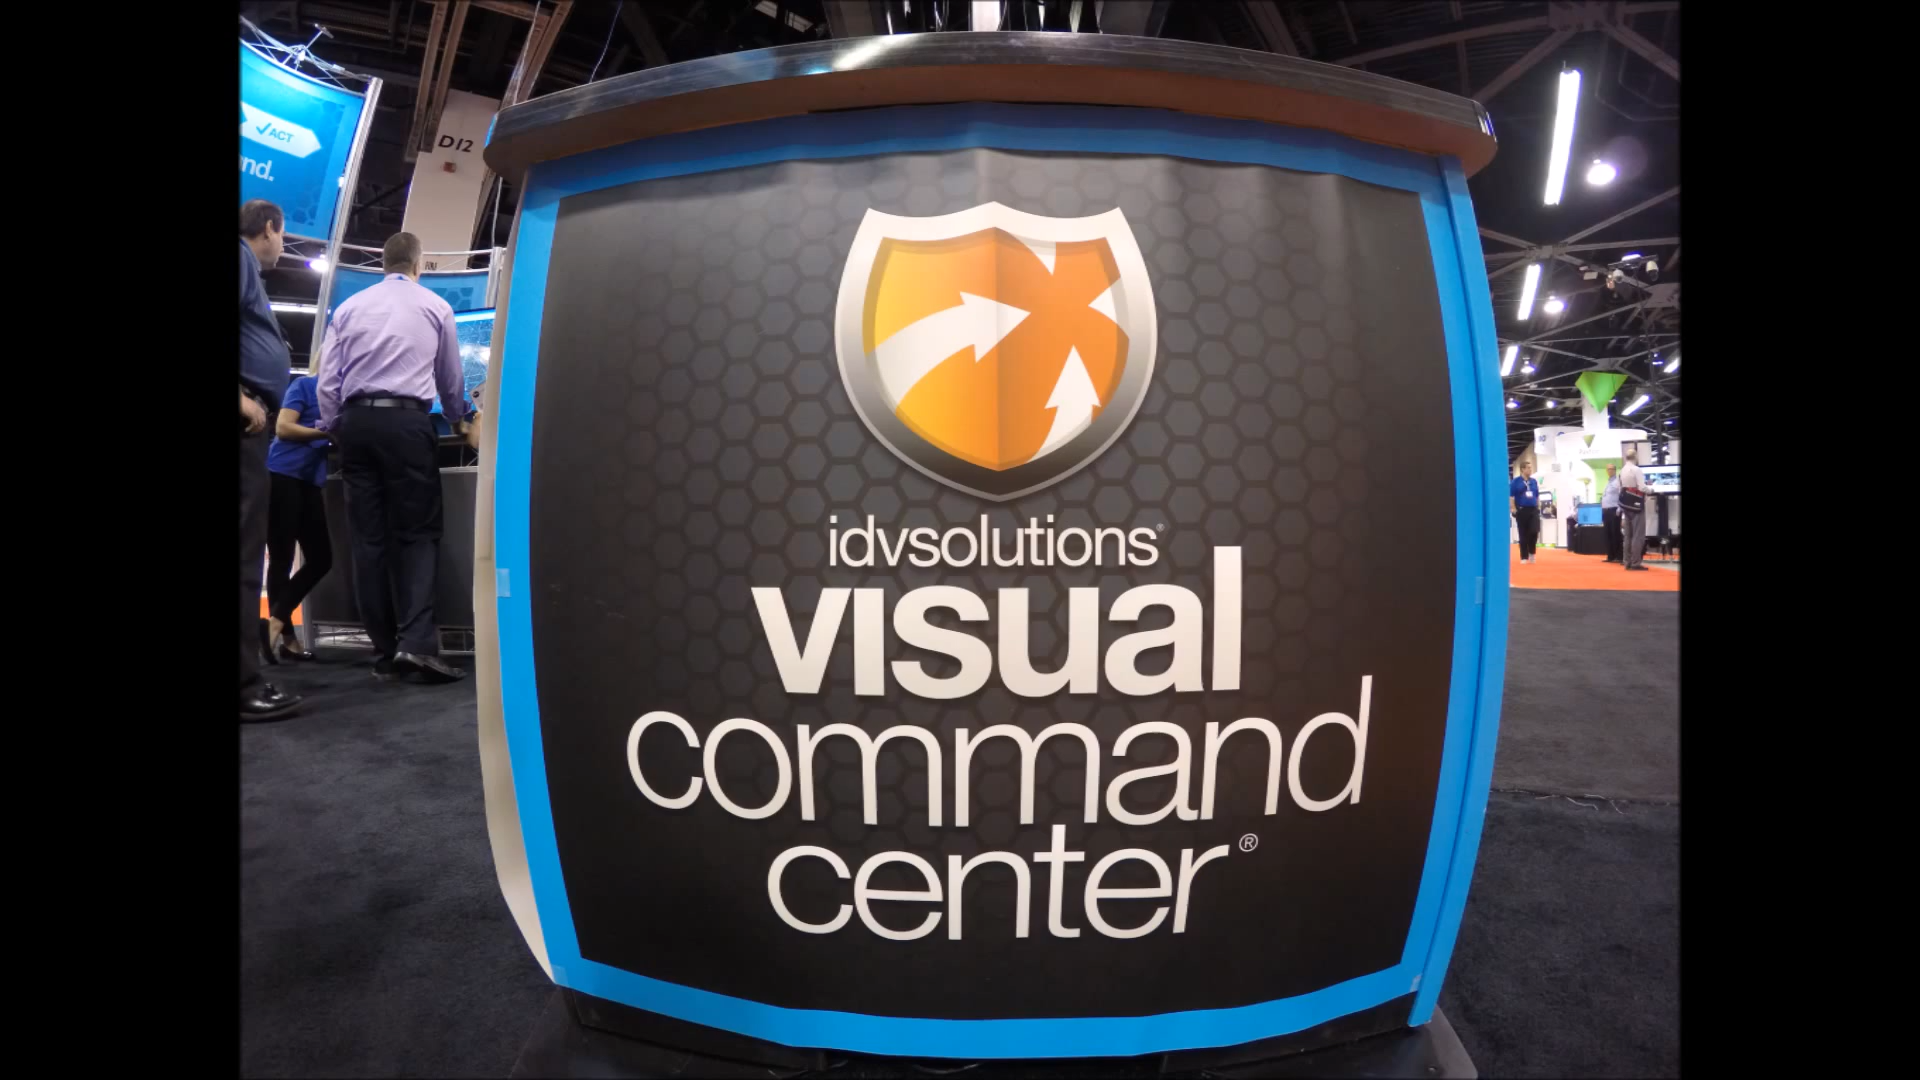 ✓ACT
nd.
D12
idvsolutions®
visual
command
center®